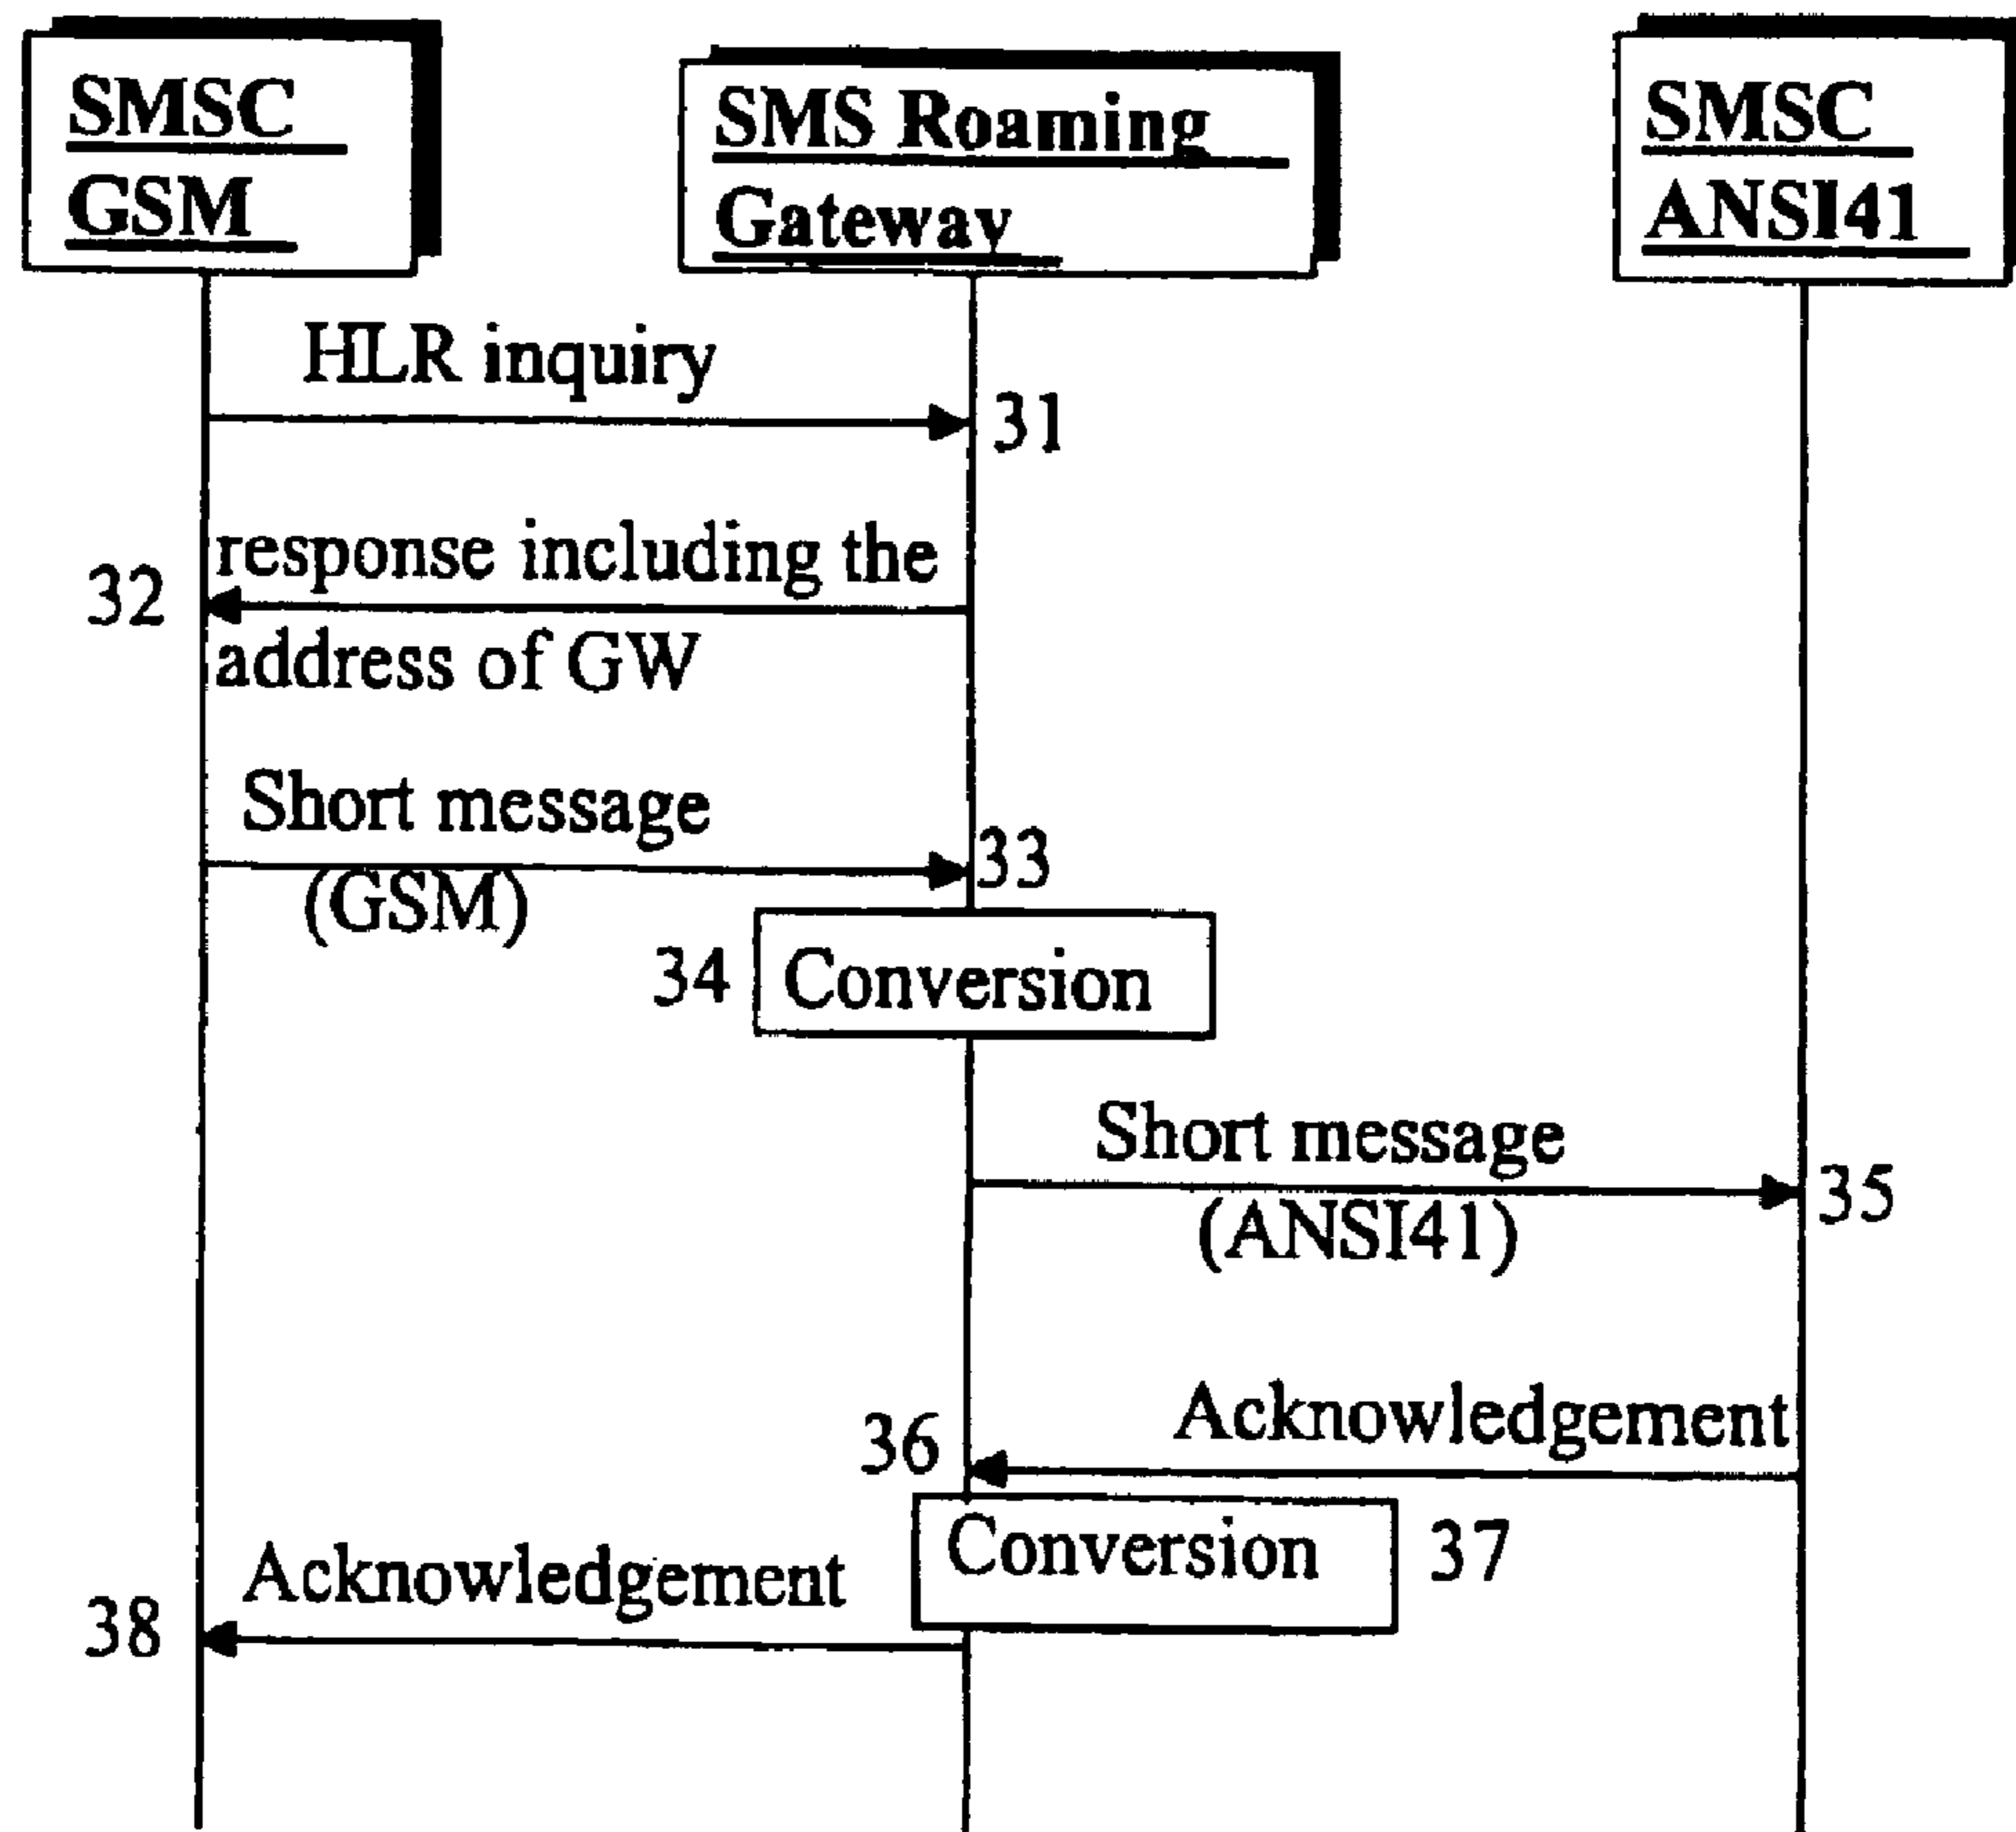 SMSC
GSM
SMS Roaming
Gateway
SMSC
ANSI41
HLR inquiry
31
response including the
32
address of GW
Short message
33
(GSM)
34
Conversion
Short message
35
(ANSI41)
Acknowledgement
36
Conversion
37
Acknowledgement
38